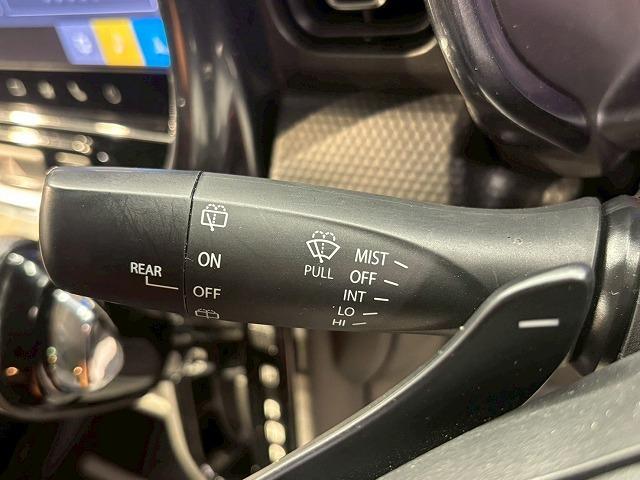 REAR
ON
OFF
PULL
MIST
OFF
INT
LO
HI